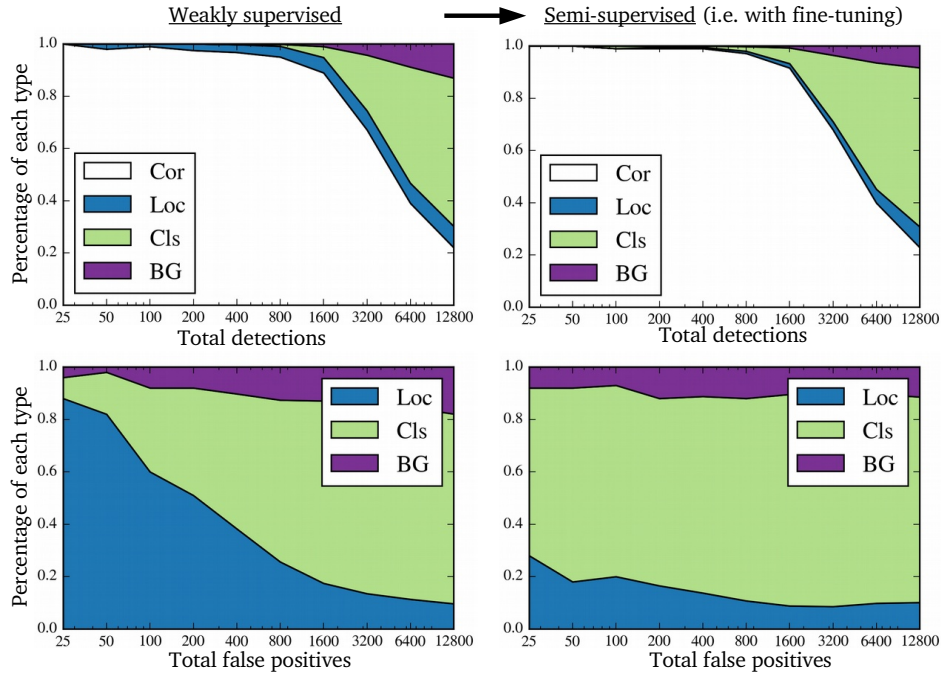 Weakly supervised
Semi-supervised (i.e. with fine-tuning)
Percentage of each type
1.0
0.8
0.6
0.4
0.2
0.0
Cor
Loc
Cls
BG
25 50 100 200 400 800 1600 3200 6400 12800
Total detections
1.0
0.8
0.6
0.4
0.2
0.0
Cor
Loc
Cls
BG
25 50 100 200 400 800 1600 3200 6400 12800
Total detections
Percentage of each type
1.0
0.8
0.6
0.4
0.2
0.0
Loc
Cls
BG
25 50 100 200 400 800 1600 3200 6400 12800
Total false positives
1.0
0.8
0.6
0.4
0.2
0.0
Loc
Cls
BG
25 50 100 200 400 800 1600 3200 6400 12800
Total false positives